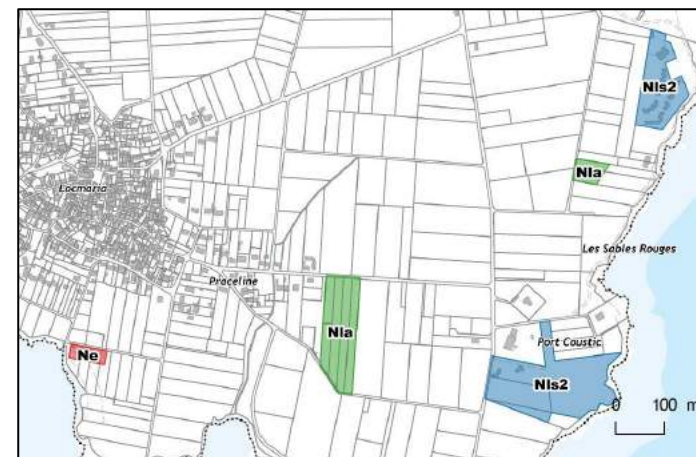 Nls2
Nla
Locmaria
Les Sables Rouges
Praceline
Nla
Port Coustic
Ne
Nls2
0 100 m